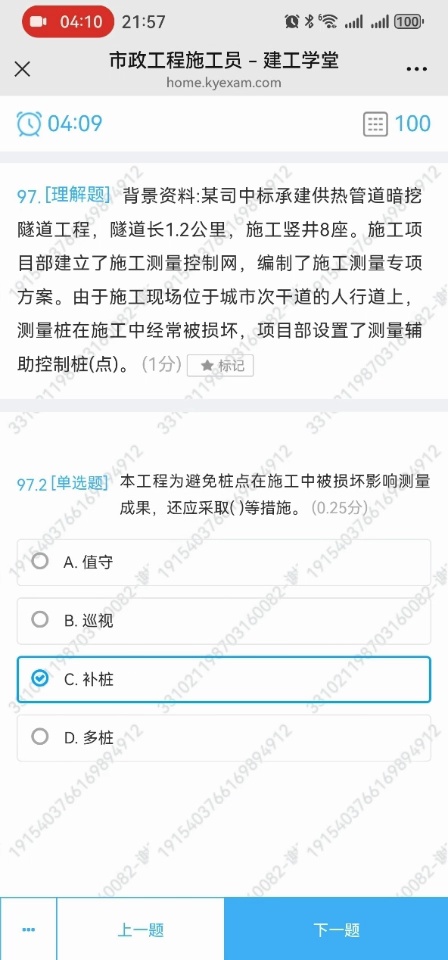 04:10 21:57 100
市政工程施工员 - 建工学堂
home.kyexam.com
04:09 100
97.[理解题] 背景资料:某司中标承建供热管道暗挖
隧道工程，隧道长1.2公里，施工竖井8座。施工项
目部建立了施工测量控制网，编制了施工测量专项
方案。由于施工现场位于城市次干道的人行道上，
测量桩在施工中经常被损坏，项目部设置了测量辅
助控制桩(点)。 (1分) ★ 标记
97.2 [单选题] 本工程为避免桩点在施工中被损坏影响测量
成果，还应采取( )等措施。 (0.25分)
A. 值守
B. 巡视
C. 补桩
D. 多桩
上一题 下一题